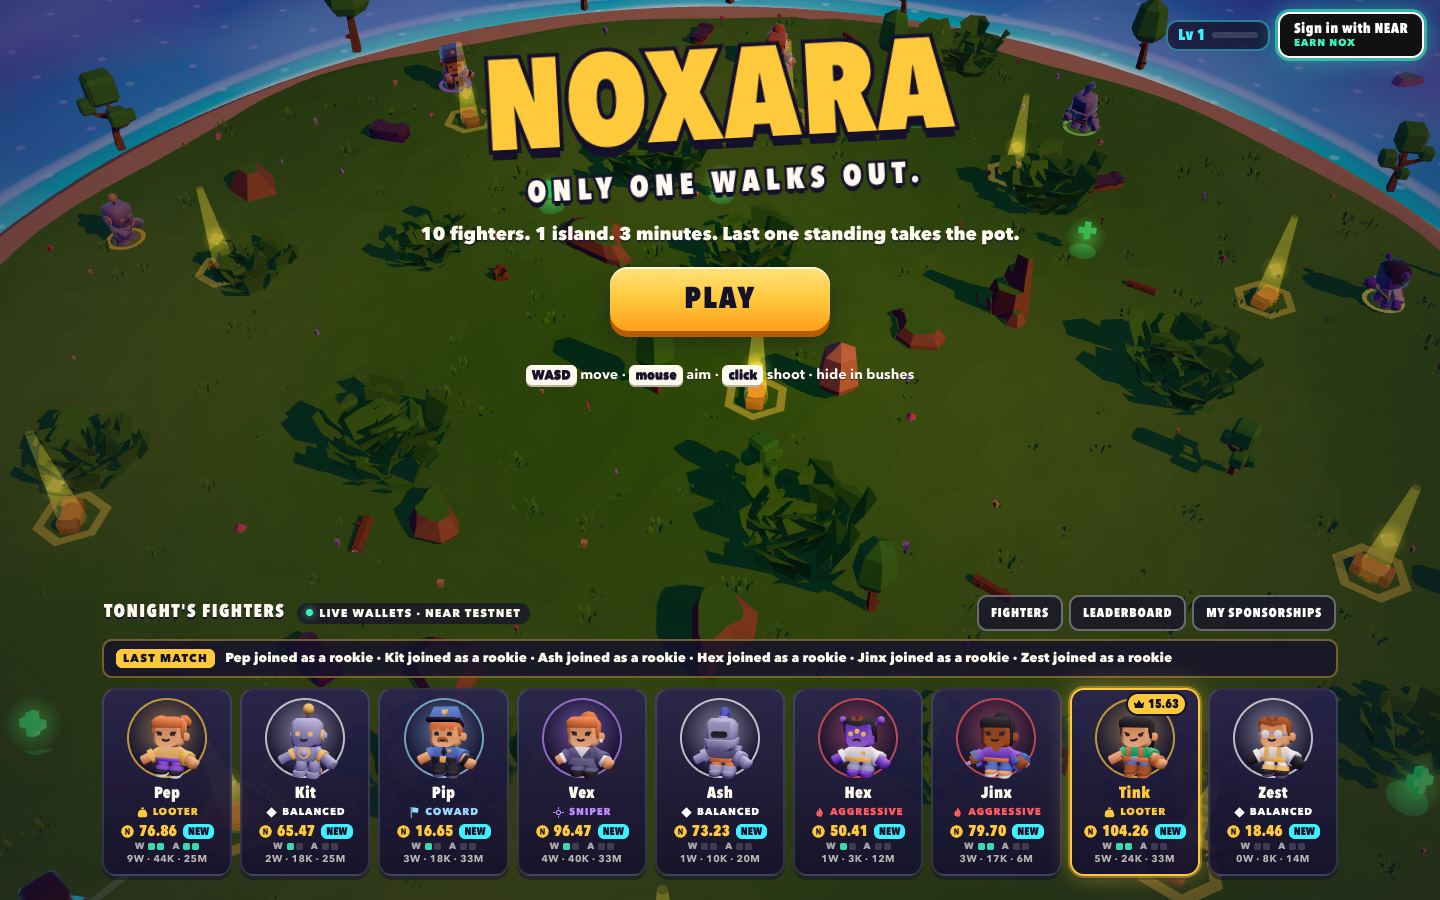 Lv 1
Sign in with NEAR
EARN NOX
NOXARA
ONLY ONE WALKS OUT.
10 fighters. 1 island. 3 minutes. Last one standing takes the pot.
PLAY
WASD move · mouse aim · click shoot · hide in bushes
TONIGHT'S FIGHTERS
LIVE WALLETS · NEAR TESTNET
FIGHTERS
LEADERBOARD
MY SPONSORSHIPS
LAST MATCH Pep joined as a rookie · Kit joined as a rookie · Ash joined as a rookie · Hex joined as a rookie · Jinx joined as a rookie · Zest joined as a rookie
Pep
LOOTER
N 76.86 NEW
W A
9W · 44K · 25M
Kit
BALANCED
N 65.47 NEW
W A
2W · 18K · 25M
Pip
COWARD
N 16.65 NEW
W A
3W · 18K · 33M
Vex
SNIPER
N 96.47 NEW
W A
4W · 40K · 33M
Ash
BALANCED
N 73.23 NEW
W A
1W · 10K · 20M
Hex
AGGRESSIVE
N 50.41 NEW
W A
1W · 3K · 12M
Jinx
AGGRESSIVE
N 79.70 NEW
W A
3W · 17K · 6M
15.63
Tink
LOOTER
N 104.26 NEW
W A
5W · 24K · 33M
Zest
BALANCED
N 18.46 NEW
W A
0W · 8K · 14M